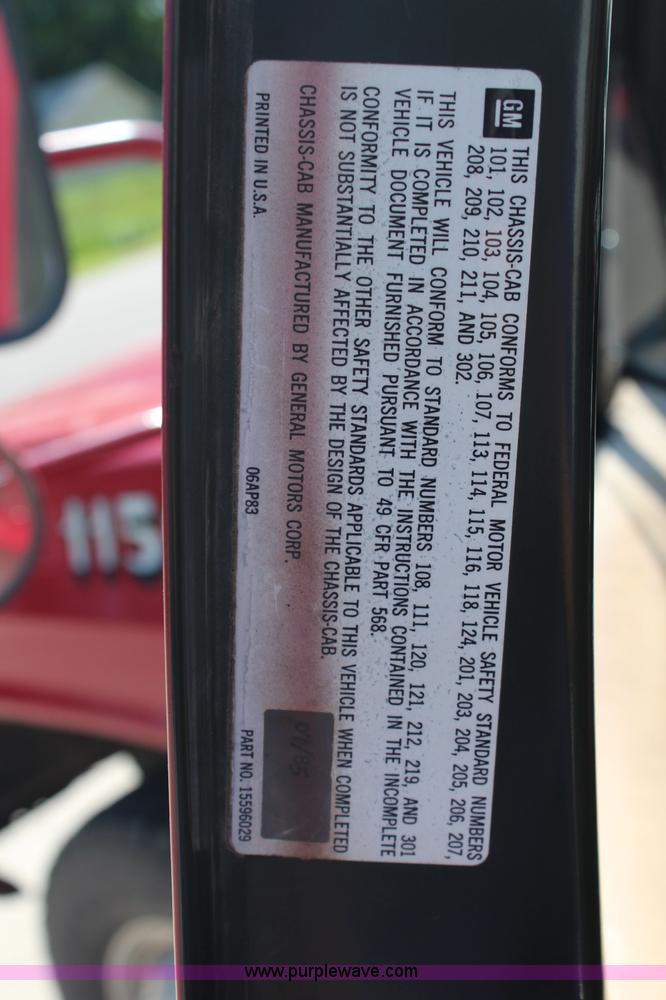 GM
THIS CHASSIS-CAB CONFORMS TO FEDERAL MOTOR VEHICLE SAFETY STANDARD NUMBERS
101, 102, 103, 104, 105, 106, 107, 113, 114, 115, 116, 118, 124, 201, 203, 204, 205, 206, 207,
208, 209, 210, 211, AND 302.
THIS VEHICLE WILL CONFORM TO STANDARD NUMBERS 108, 111, 120, 121, 212, 219, AND 301
IF IT IS COMPLETED IN ACCORDANCE WITH THE INSTRUCTIONS CONTAINED IN THE INCOMPLETE
VEHICLE DOCUMENT FURNISHED PURSUANT TO 49 CFR PART 568.
CONFORMITY TO THE OTHER SAFETY STANDARDS APPLICABLE TO THIS VEHICLE WHEN COMPLETED
IS NOT SUBSTANTIALLY AFFECTED BY THE DESIGN OF THE CHASSIS-CAB.
CHASSIS-CAB MANUFACTURED BY GENERAL MOTORS CORP.
PRINTED IN U.S.A.
06AP83
PART NO. 15596029
115
www.purplewave.com